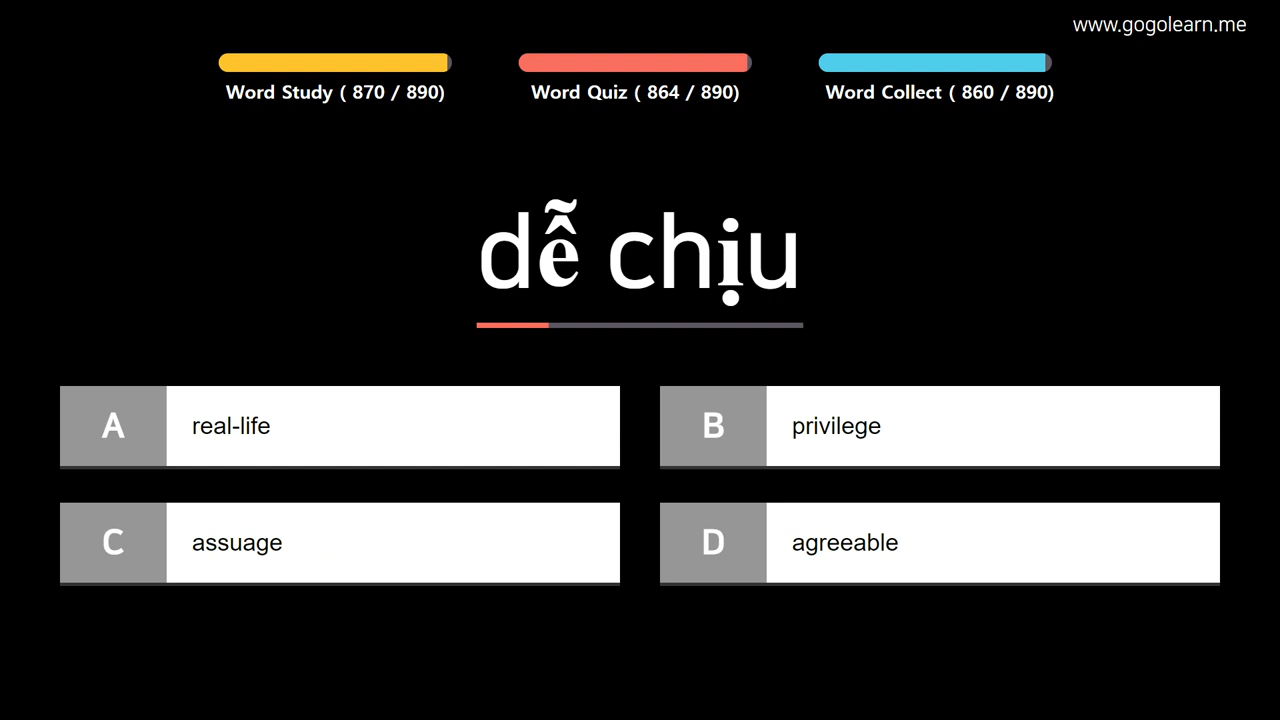 www.gogolearn.me
Word Study ( 870 / 890)
Word Quiz ( 864 / 890)
Word Collect ( 860 / 890)
dễ chịu
A real-life
B privilege
C assuage
D agreeable